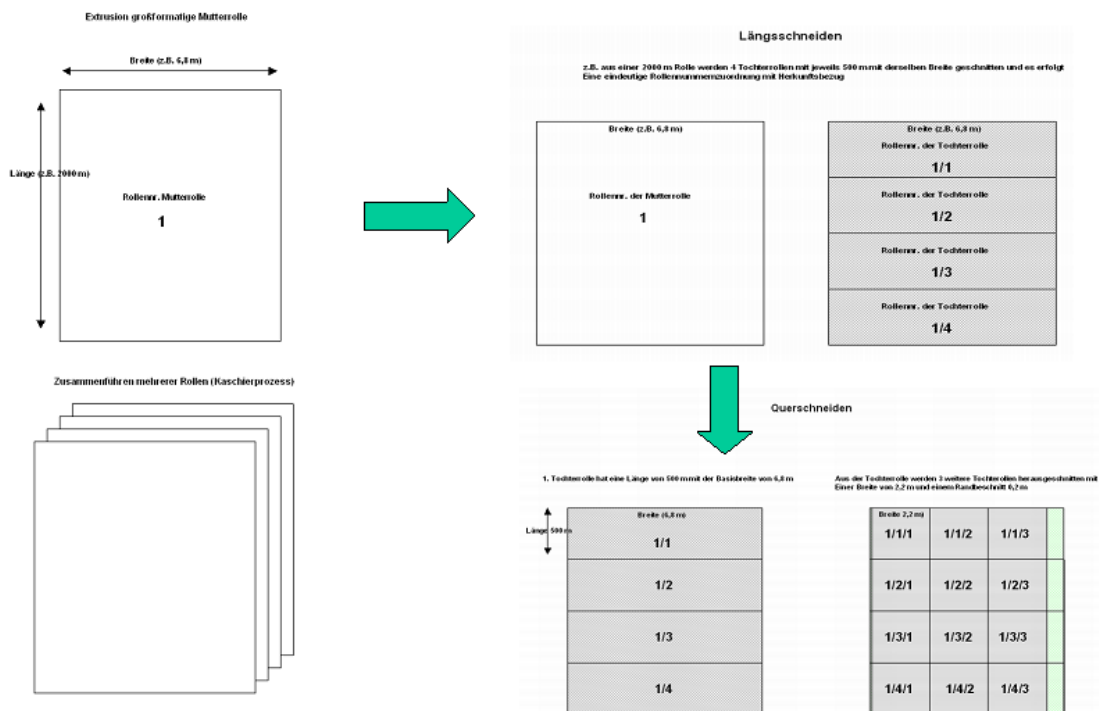 Extrusion großformatige Mutterrolle
Breite (z.B. 6,8 m)
Länge (z.B. 2000 m)
Rollennr. Mutterrolle
1
Zusammenführen mehrerer Rollen (Kaschierprozess)
Längsschneiden
z.B. aus einer 2000 m Rolle werden 4 Tochterrollen mit jeweils 500 m mit derselben Breite geschnitten und es erfolgt
Eine eindeutige Rollennummernzuordnung mit Herkunftsbezug
Breite (z.B. 6,8 m)
Rollennr. der Mutterrolle
1
Breite (z.B. 6,8 m)
Rollennr. der Tochterrolle
1/1
Rollennr. der Tochterrolle
1/2
Rollennr. der Tochterrolle
1/3
Rollennr. der Tochterrolle
1/4
Querschneiden
1. Tochterrolle hat eine Länge von 500 m mit der Basisbreite von 6,8 m
Länge 500 m
Breite (6,8 m)
1/1
1/2
1/3
1/4
Aus der Tochterrolle werden 3 weitere Tochterollen herausgeschnitten mit
Einer Breite von 2,2 m und einem Randbeschnitt 0,2 m
Breite 2,2 m)
1/1/1 1/1/2 1/1/3
1/2/1 1/2/2 1/2/3
1/3/1 1/3/2 1/3/3
1/4/1 1/4/2 1/4/3